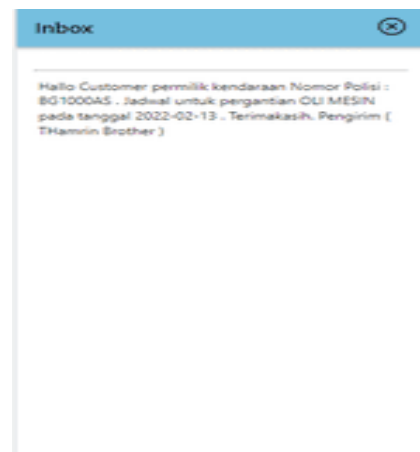 Inbox
Hallo Customer permilik kendaraan Nomor Polisi :
BG1000AS . Jadwal untuk pergantian OLI MESIN
pada tanggal 2022-02-13 . Terimakasih. Pengirim (
THamrin Brother )